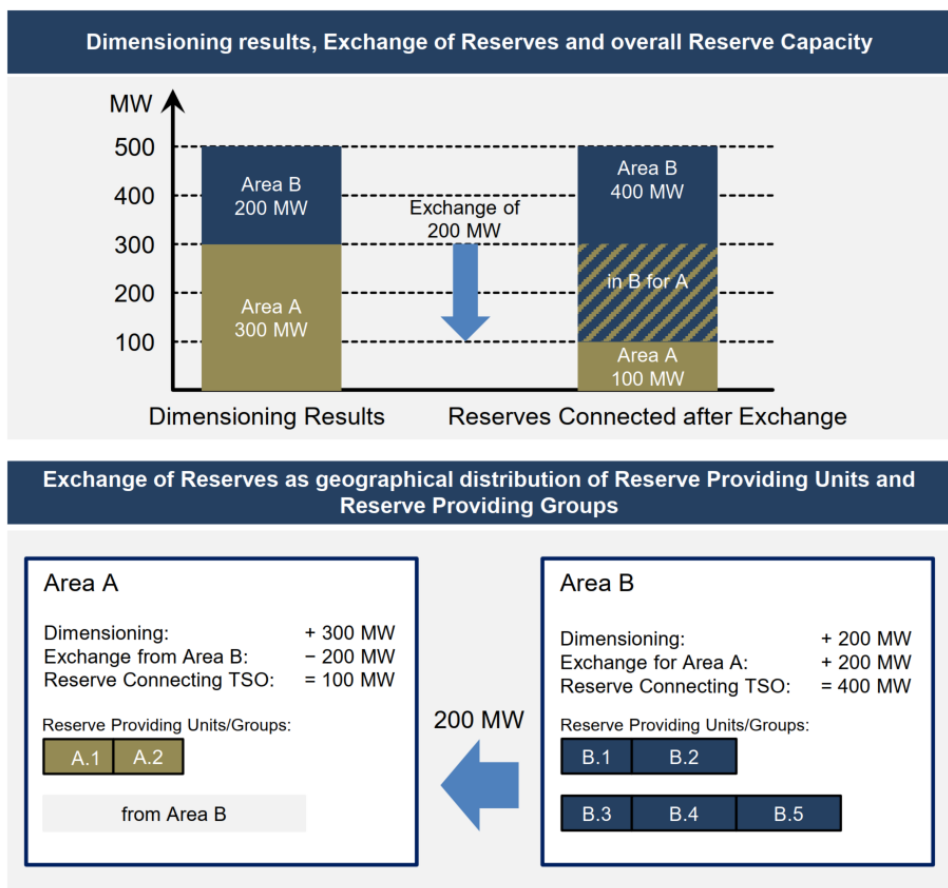 Dimensioning results, Exchange of Reserves and overall Reserve Capacity
MW
500
400
300
200
100
Area B
200 MW
Area A
300 MW
Exchange of
200 MW
Area B
400 MW
in B for A
Area A
100 MW
Dimensioning Results
Reserves Connected after Exchange
Exchange of Reserves as geographical distribution of Reserve Providing Units and
Reserve Providing Groups
Area A
Dimensioning: + 300 MW
Exchange from Area B: − 200 MW
Reserve Connecting TSO: = 100 MW
Reserve Providing Units/Groups:
A.1 A.2
from Area B
200 MW
Area B
Dimensioning: + 200 MW
Exchange for Area A: + 200 MW
Reserve Connecting TSO: = 400 MW
Reserve Providing Units/Groups:
B.1 B.2
B.3 B.4 B.5